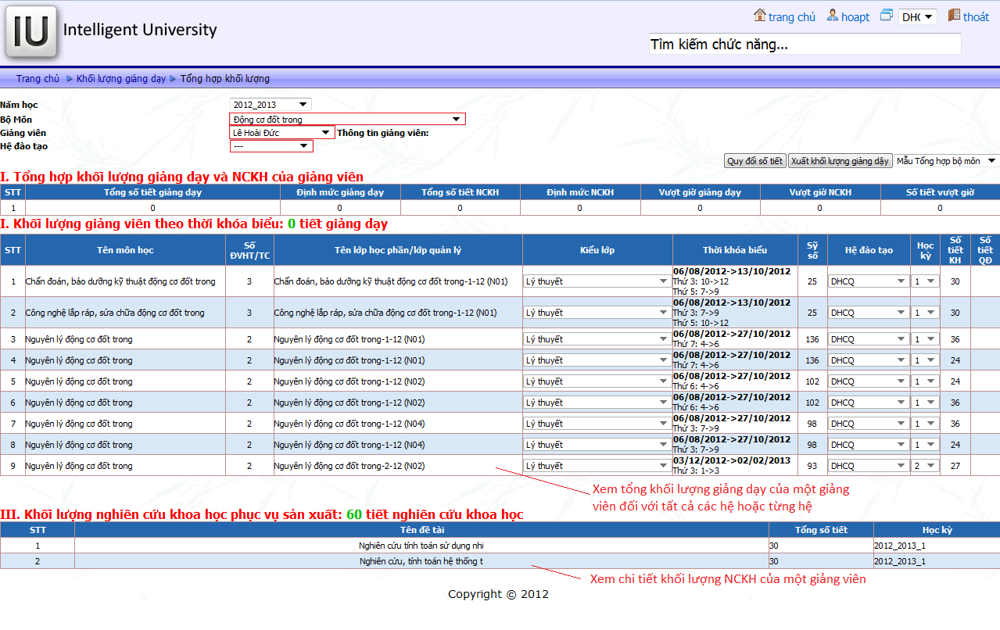 IU Intelligent University
trang chủ hoapt DHC thoát
Tìm kiếm chức năng...
Trang chủ Khối lượng giảng dạy Tổng hợp khối lượng
Năm học 2012_2013
Bộ Môn Động cơ đốt trong
Giảng viên Lê Hoài Đức Thông tin giảng viên:
Hệ đào tạo ---
Quy đổi số tiết Xuất khối lượng giảng dậy Mẫu Tổng hợp bộ môn
I. Tổng hợp khối lượng giảng dạy và NCKH của giảng viên
STT Tổng số tiết giảng dạy Định mức giảng dạy Tổng số tiết NCKH Định mức NCKH Vượt giờ giảng dạy Vượt giờ NCKH Số tiết vượt giờ
1 0 0 0 0 0 0 0
I. Khối lượng giảng viên theo thời khóa biểu: 0 tiết giảng dạy
STT Tên môn học Số ĐVHT/TC Tên lớp học phần/lớp quản lý Kiểu lớp Thời khóa biểu Sỹ số Hệ đào tạo Học kỳ Số tiết KH Số tiết QĐ
1 Chẩn đoán, bảo dưỡng kỹ thuật động cơ đốt trong 3 Chẩn đoán, bảo dưỡng kỹ thuật động cơ đốt trong-1-12 (N01) Lý thuyết 06/08/2012->13/10/2012 25 DHCQ 1 30
Thứ 3: 10->12
Thứ 5: 7->9
2 Công nghệ lắp ráp, sửa chữa động cơ đốt trong 3 Công nghệ lắp ráp, sửa chữa động cơ đốt trong-1-12 (N01) Lý thuyết 06/08/2012->13/10/2012 25 DHCQ 1 30
Thứ 3: 7->9
Thứ 5: 10->12
3 Nguyên lý động cơ đốt trong 2 Nguyên lý động cơ đốt trong-1-12 (N01) Lý thuyết 06/08/2012->27/10/2012 136 DHCQ 1 36
Thứ 7: 4->6
4 Nguyên lý động cơ đốt trong 2 Nguyên lý động cơ đốt trong-1-12 (N01) Lý thuyết 06/08/2012->27/10/2012 136 DHCQ 1 24
Thứ 7: 4->6
5 Nguyên lý động cơ đốt trong 2 Nguyên lý động cơ đốt trong-1-12 (N02) Lý thuyết 06/08/2012->27/10/2012 102 DHCQ 1 24
Thứ 6: 4->6
6 Nguyên lý động cơ đốt trong 2 Nguyên lý động cơ đốt trong-1-12 (N02) Lý thuyết 06/08/2012->27/10/2012 102 DHCQ 1 36
Thứ 6: 4->6
7 Nguyên lý động cơ đốt trong 2 Nguyên lý động cơ đốt trong-1-12 (N04) Lý thuyết 06/08/2012->27/10/2012 98 DHCQ 1 36
Thứ 3: 7->9
8 Nguyên lý động cơ đốt trong 2 Nguyên lý động cơ đốt trong-1-12 (N04) Lý thuyết 06/08/2012->27/10/2012 98 DHCQ 1 24
Thứ 3: 7->9
9 Nguyên lý động cơ đốt trong 2 Nguyên lý động cơ đốt trong-2-12 (N02) Lý thuyết 03/12/2012->02/02/2013 93 DHCQ 2 27
Thứ 3: 1->3
Xem tổng khối lượng giảng dạy của một giảng
viên đối với tất cả các hệ hoặc từng hệ
III. Khối lượng nghiên cứu khoa học phục vụ sản xuất: 60 tiết nghiên cứu khoa học
STT Tên đề tài Tổng số tiết Học kỳ
1 Nghiên cứu tính toán sử dụng nhi 30 2012_2013_1
2 Nghiên cứu, tính toán hệ thống t 30 2012_2013_1
Xem chi tiết khối lượng NCKH của một giảng viên
Copyright © 2012